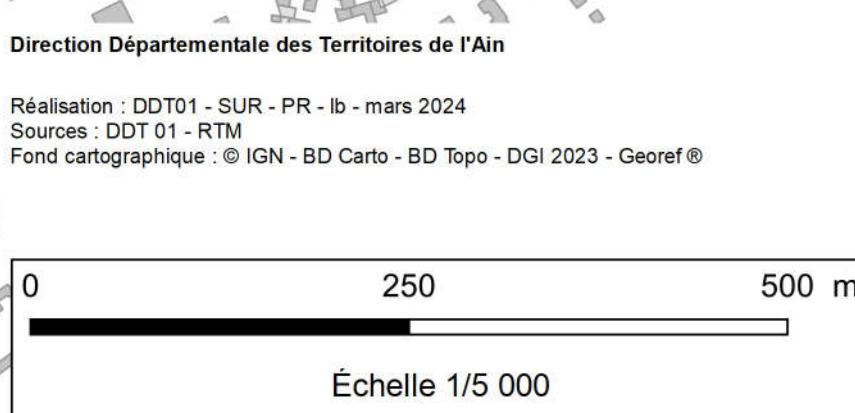 Direction Départementale des Territoires de l'Ain
Réalisation : DDT01 - SUR - PR - lb - mars 2024
Sources : DDT 01 - RTM
Fond cartographique : © IGN - BD Carto - BD Topo - DGI 2023 - Georef ®
0 250 500 m
Échelle 1/5 000